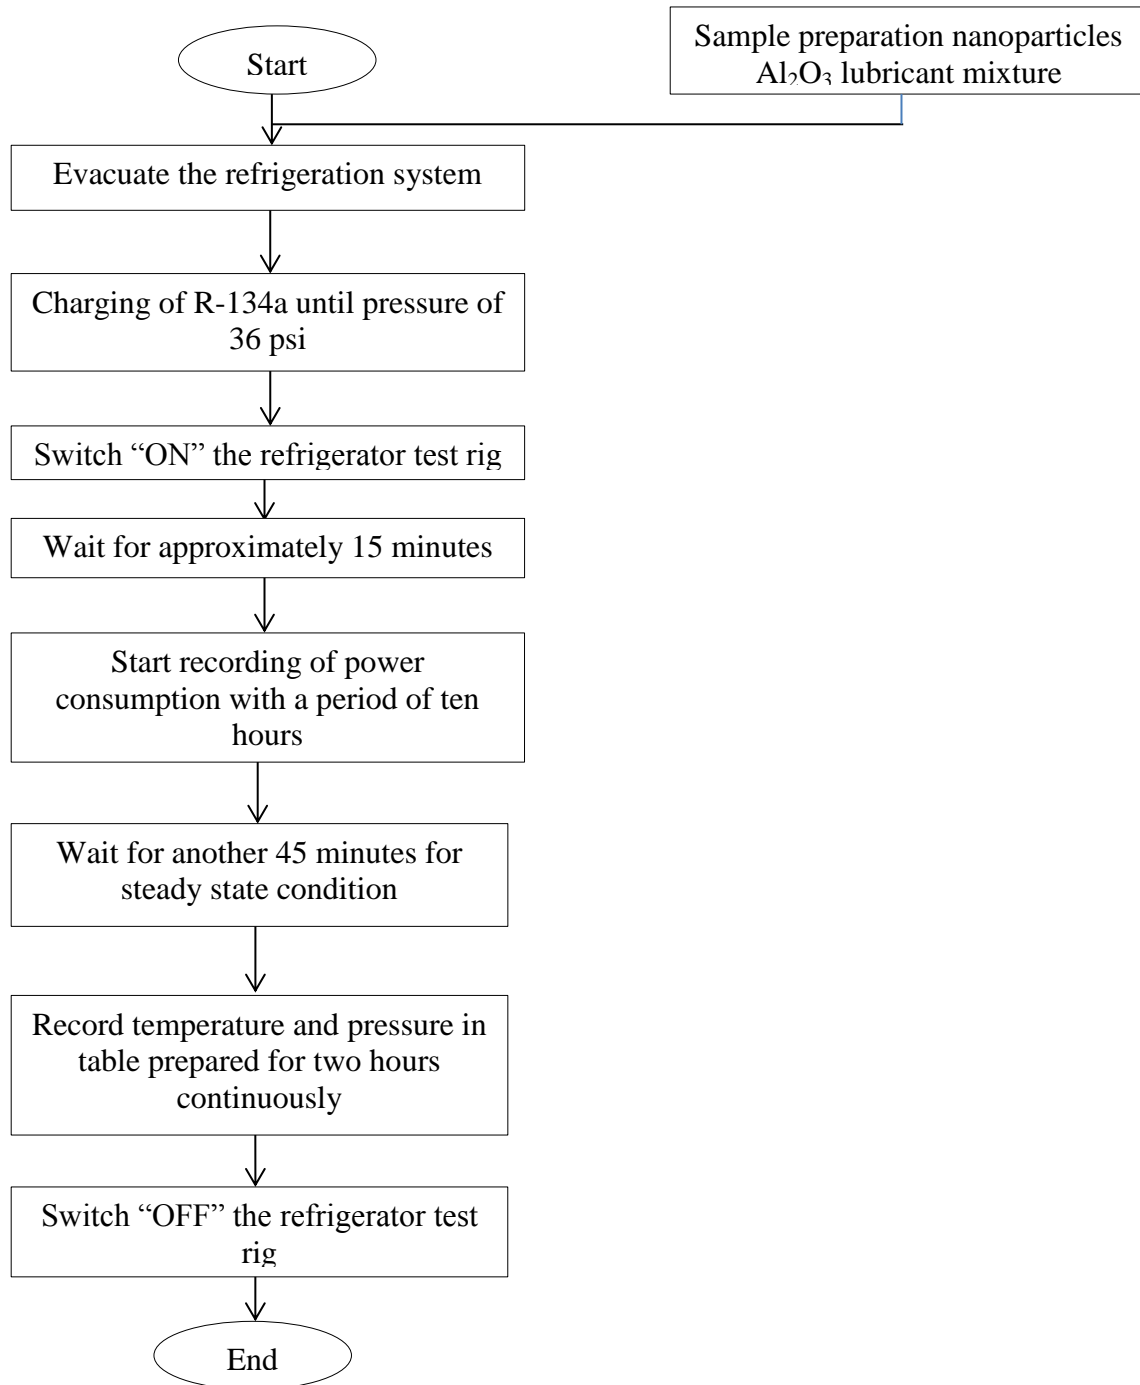 Start
Sample preparation nanoparticles
Al₂O₃ lubricant mixture
Evacuate the refrigeration system
Charging of R-134a until pressure of
36 psi
Switch “ON” the refrigerator test rig
Wait for approximately 15 minutes
Start recording of power
consumption with a period of ten
hours
Wait for another 45 minutes for
steady state condition
Record temperature and pressure in
table prepared for two hours
continuously
Switch “OFF” the refrigerator test
rig
End